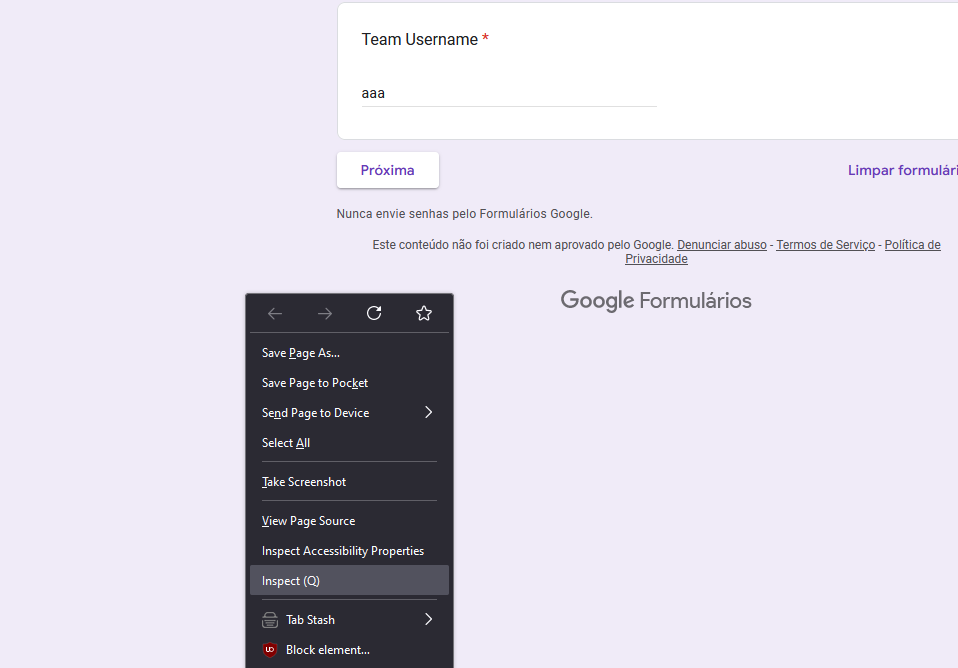 Team Username *
aaa
Próxima
Limpar formulári
Nunca envie senhas pelo Formulários Google.
Este conteúdo não foi criado nem aprovado pelo Google. Denunciar abuso - Termos de Serviço - Política de
Privacidade
Google Formulários
Save Page As...
Save Page to Pocket
Send Page to Device
Select All
Take Screenshot
View Page Source
Inspect Accessibility Properties
Inspect (Q)
Tab Stash
Block element...